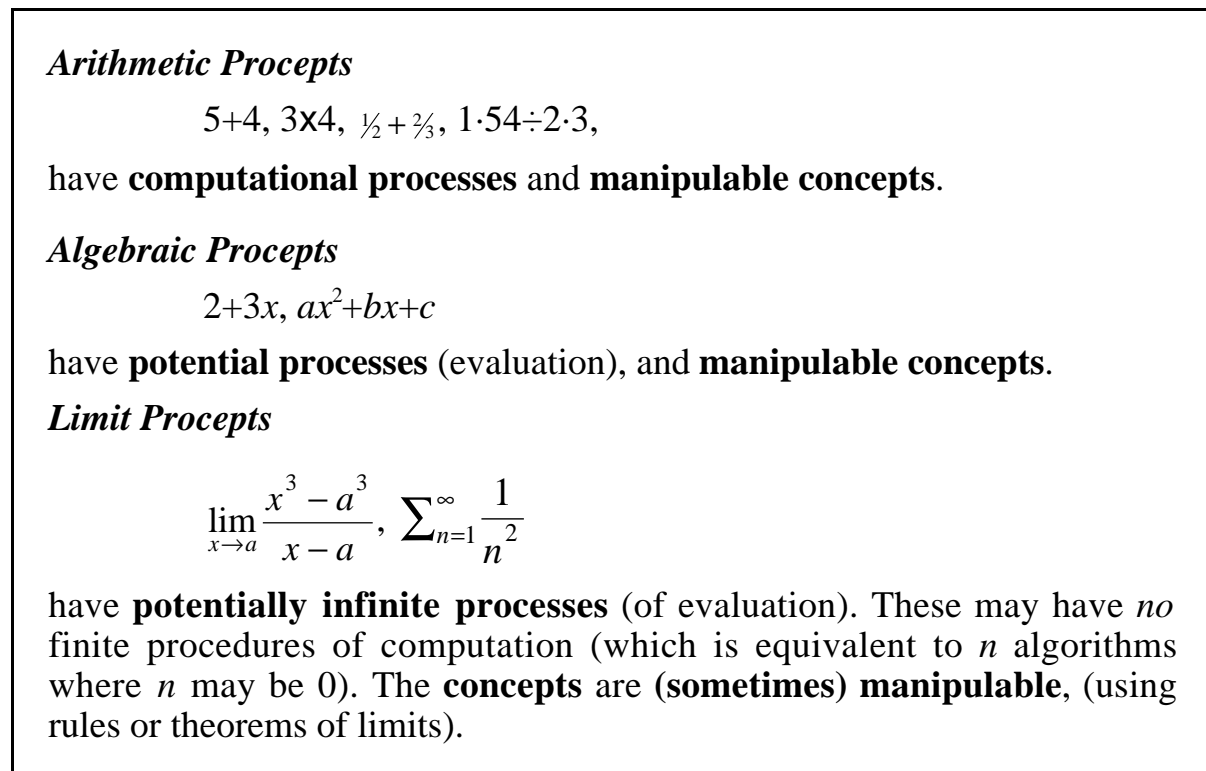 Arithmetic Procepts
5+4, 3x4, ½ + ⅔, 1·54÷2·3,
have computational processes and manipulable concepts.
Algebraic Procepts
2+3x, ax²+bx+c
have potential processes (evaluation), and manipulable concepts.
Limit Procepts
lim x→a (x³ − a³)/(x − a), ∑ₙ₌₁^∞ 1/n²
have potentially infinite processes (of evaluation). These may have no
finite procedures of computation (which is equivalent to n algorithms
where n may be 0). The concepts are (sometimes) manipulable, (using
rules or theorems of limits).